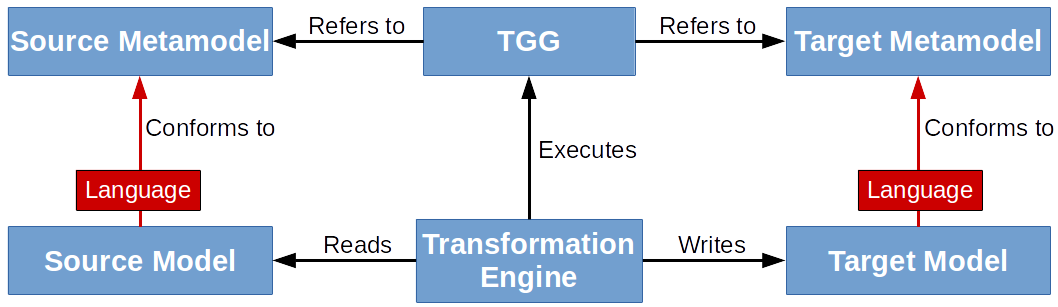 Source Metamodel
Refers to
TGG
Refers to
Target Metamodel
Conforms to
Executes
Conforms to
Language
Language
Source Model
Reads
Transformation
Engine
Writes
Target Model